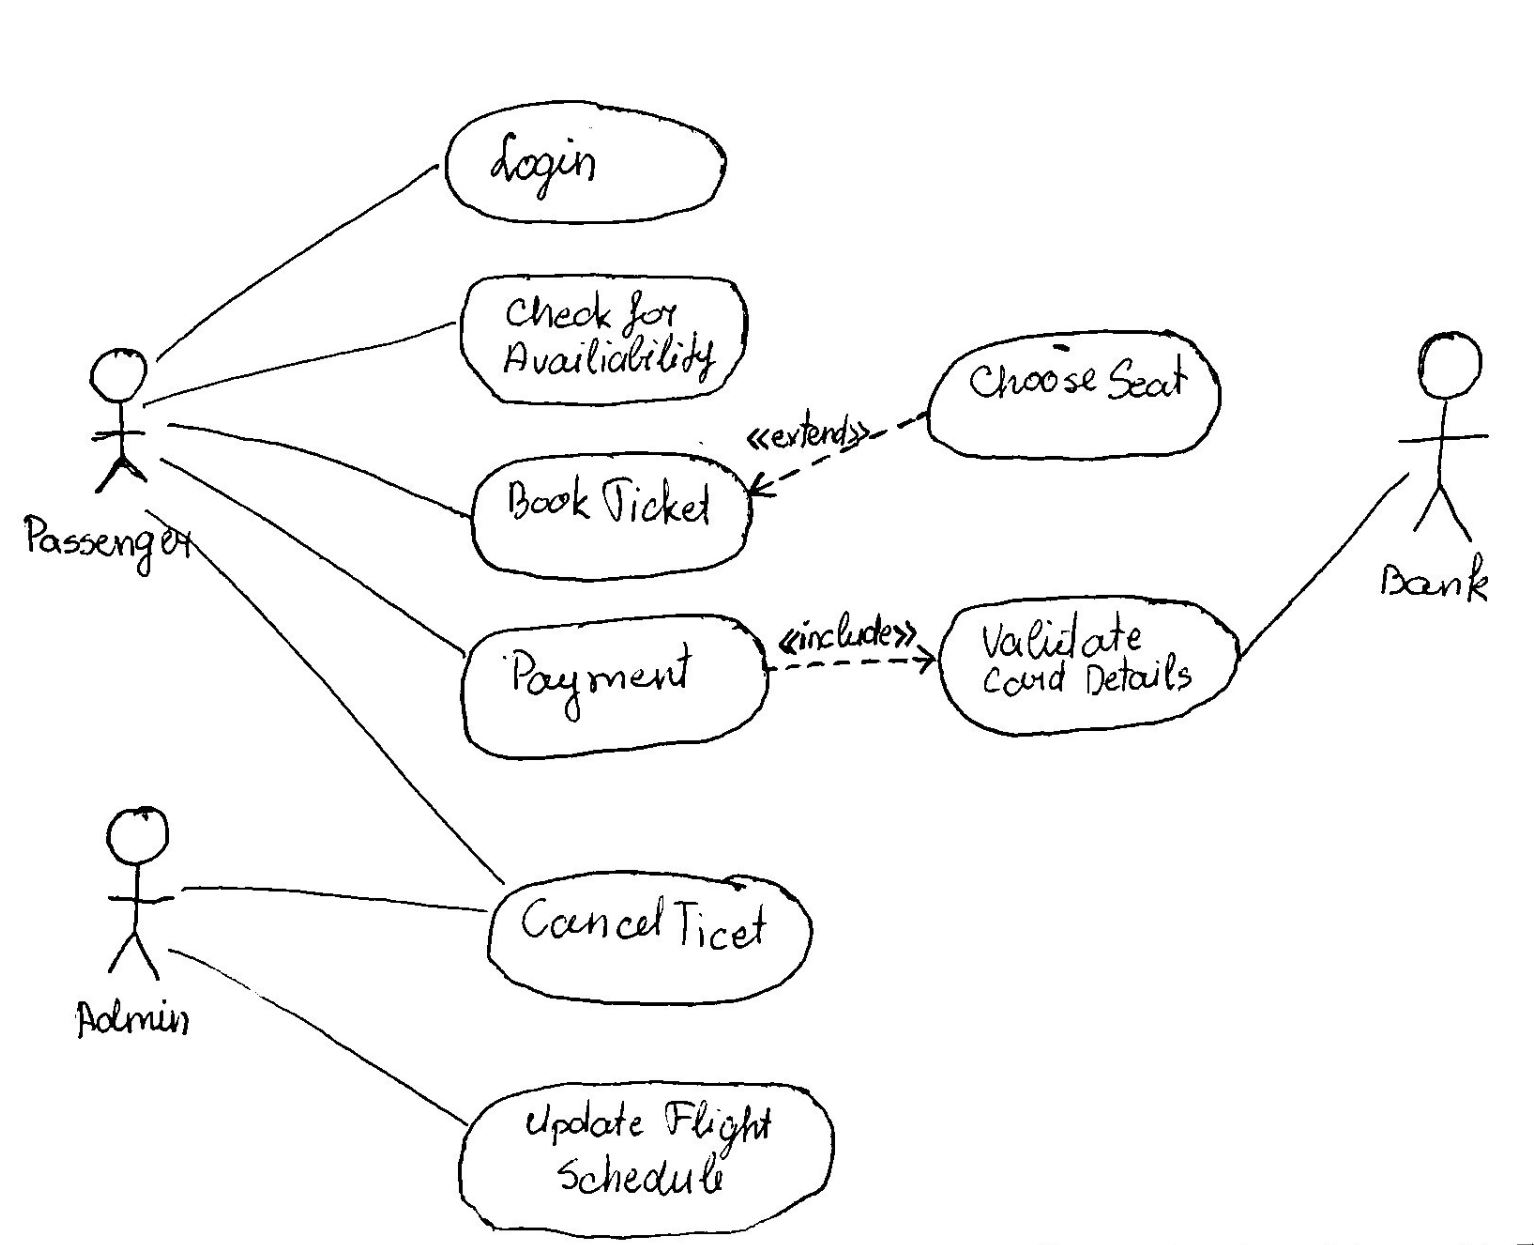 Login
Check for
Availiability
Choose Seat
«extend»
Book Ticket
Passenger
Bank
«include»
Validate
Card Details
Payment
Cancel Ticet
Admin
Update Flight
Schedule